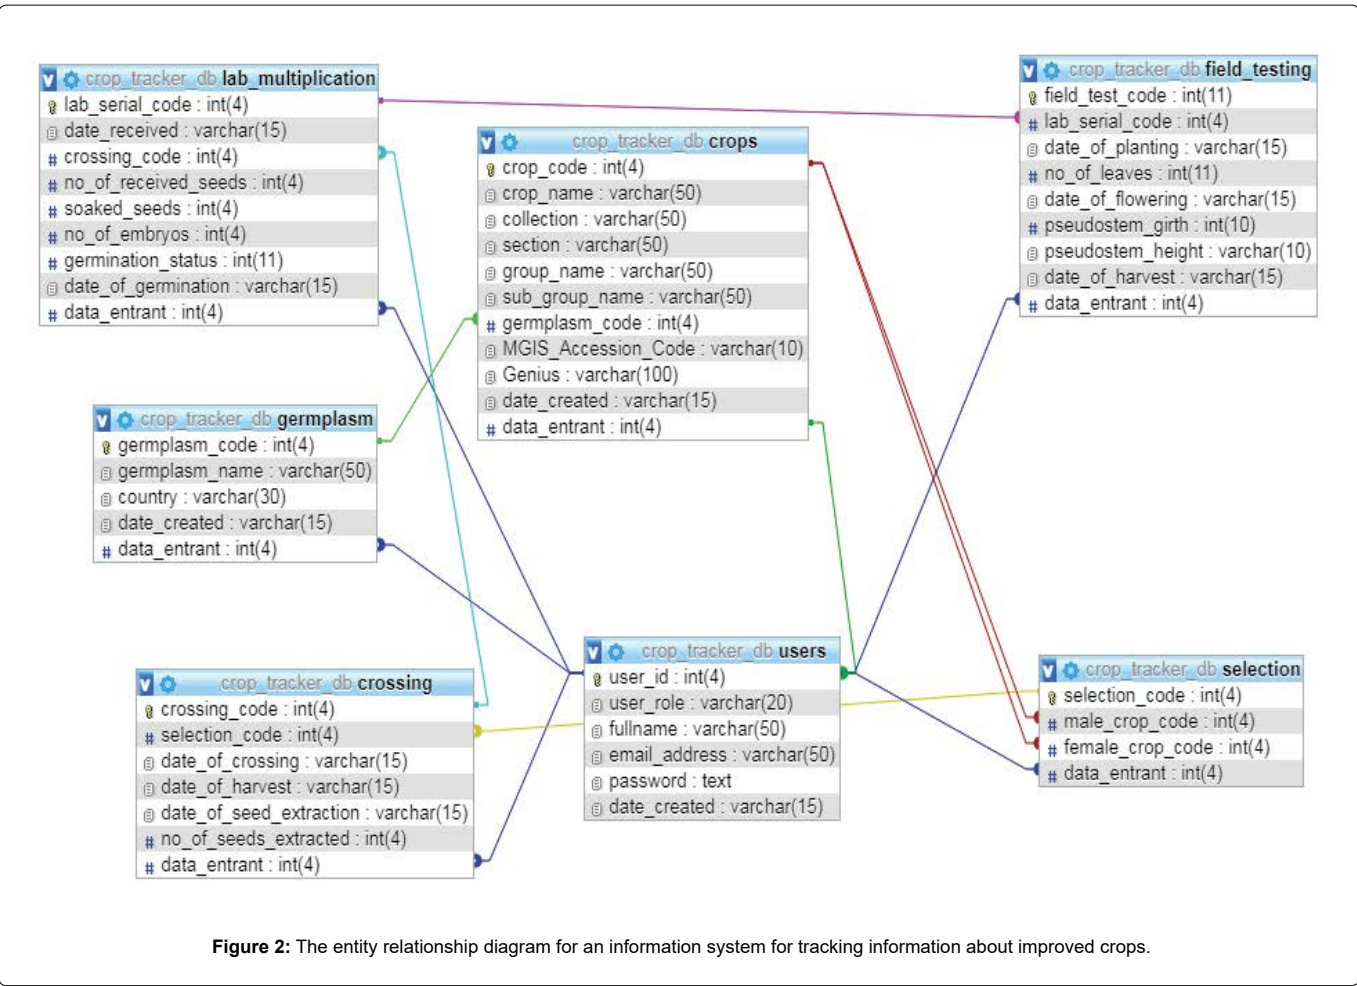 crop_tracker_db lab_multiplication
lab_serial_code : int(4)
date_received : varchar(15)
crossing_code : int(4)
no_of_received_seeds : int(4)
soaked_seeds : int(4)
no_of_embryos : int(4)
germination_status : int(11)
date_of_germination : varchar(15)
data_entrant : int(4)
crop_tracker_db crops
crop_code : int(4)
crop_name : varchar(50)
collection : varchar(50)
section : varchar(50)
group_name : varchar(50)
sub_group_name : varchar(50)
germplasm_code : int(4)
MGIS_Accession_Code : varchar(10)
Genius : varchar(100)
date_created : varchar(15)
data_entrant : int(4)
crop_tracker_db field_testing
field_test_code : int(11)
lab_serial_code : int(4)
date_of_planting : varchar(15)
no_of_leaves : int(11)
date_of_flowering : varchar(15)
pseudostem_girth : int(10)
pseudostem_height : varchar(10)
date_of_harvest : varchar(15)
data_entrant : int(4)
crop_tracker_db germplasm
germplasm_code : int(4)
germplasm_name : varchar(50)
country : varchar(30)
date_created : varchar(15)
data_entrant : int(4)
crop_tracker_db crossing
crossing_code : int(4)
selection_code : int(4)
date_of_crossing : varchar(15)
date_of_harvest : varchar(15)
date_of_seed_extraction : varchar(15)
no_of_seeds_extracted : int(4)
data_entrant : int(4)
crop_tracker_db users
user_id : int(4)
user_role : varchar(20)
fullname : varchar(50)
email_address : varchar(50)
password : text
date_created : varchar(15)
crop_tracker_db selection
selection_code : int(4)
male_crop_code : int(4)
female_crop_code : int(4)
data_entrant : int(4)
Figure 2: The entity relationship diagram for an information system for tracking information about improved crops.